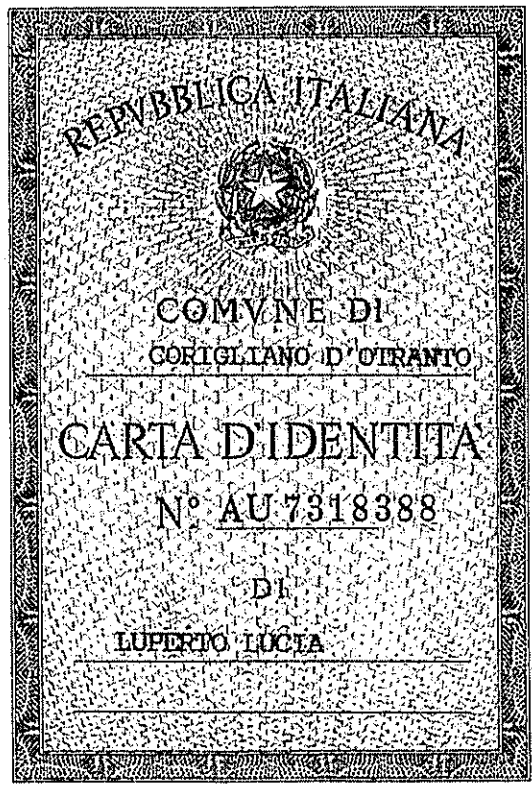 REPVBBLICA ITALIANA
COMVNE DI
CORIGLIANO D'OTRANTO
CARTA D'IDENTITA'
N° AU 7318388
DI
LUPERTO LUCIA